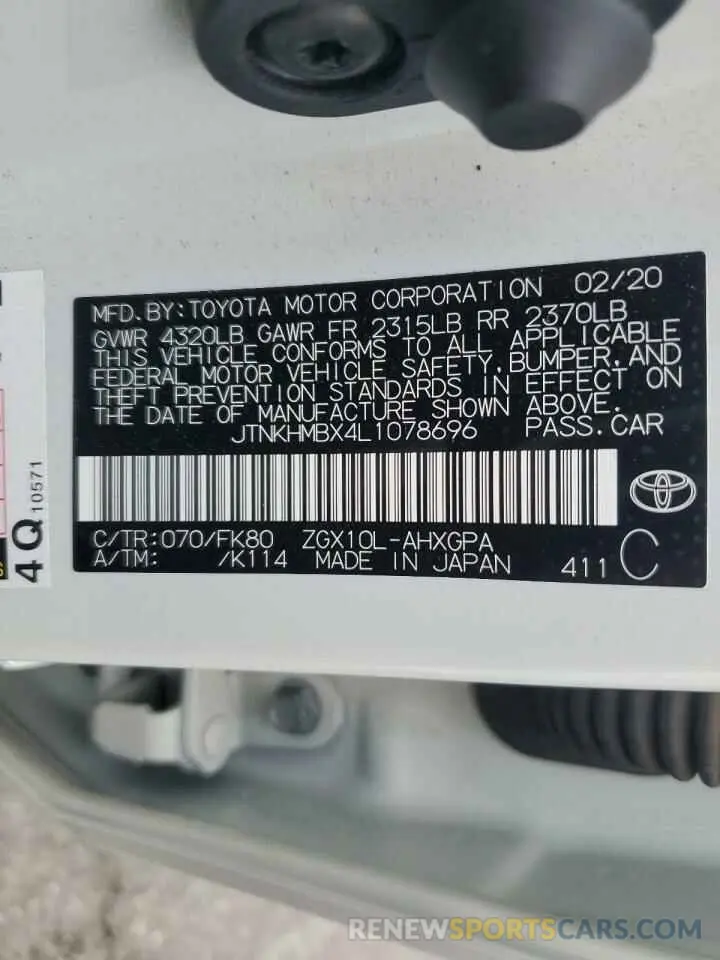 MFD.BY:TOYOTA MOTOR CORPORATION 02/20
GVWR 4320LB GAWR FR 2315LB RR 2370LB
THIS VEHICLE CONFORMS TO ALL APPLICABLE
FEDERAL MOTOR VEHICLE SAFETY,BUMPER,AND
THEFT PREVENTION STANDARDS IN EFFECT ON
THE DATE OF MANUFACTURE SHOWN ABOVE.
JTNKHMBX4L1078696 PASS.CAR
C/TR:070/FK80 ZGX10L-AHXGPA
A/TM: /K114 MADE IN JAPAN 411 C
4Q 10571
RENEWSPORTSCARS.COM